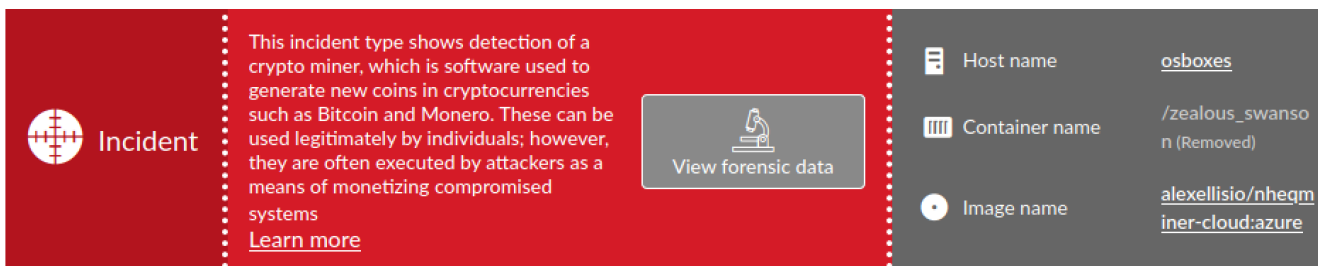 Incident
This incident type shows detection of a
crypto miner, which is software used to
generate new coins in cryptocurrencies
such as Bitcoin and Monero. These can be
used legitimately by individuals; however,
they are often executed by attackers as a
means of monetizing compromised
systems
Learn more
View forensic data
Host name
osboxes
Container name
/zealous_swanso
n (Removed)
Image name
alexellisio/nheqm
iner-cloud:azure